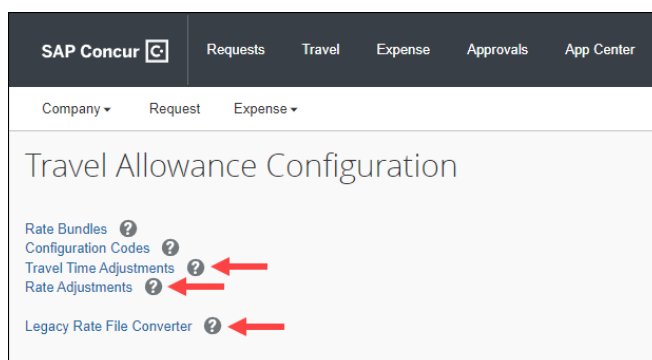 SAP Concur Requests Travel Expense Approvals App Center
Company Request Expense
Travel Allowance Configuration
Rate Bundles ?
Configuration Codes ?
Travel Time Adjustments ?
Rate Adjustments ?
Legacy Rate File Converter ?